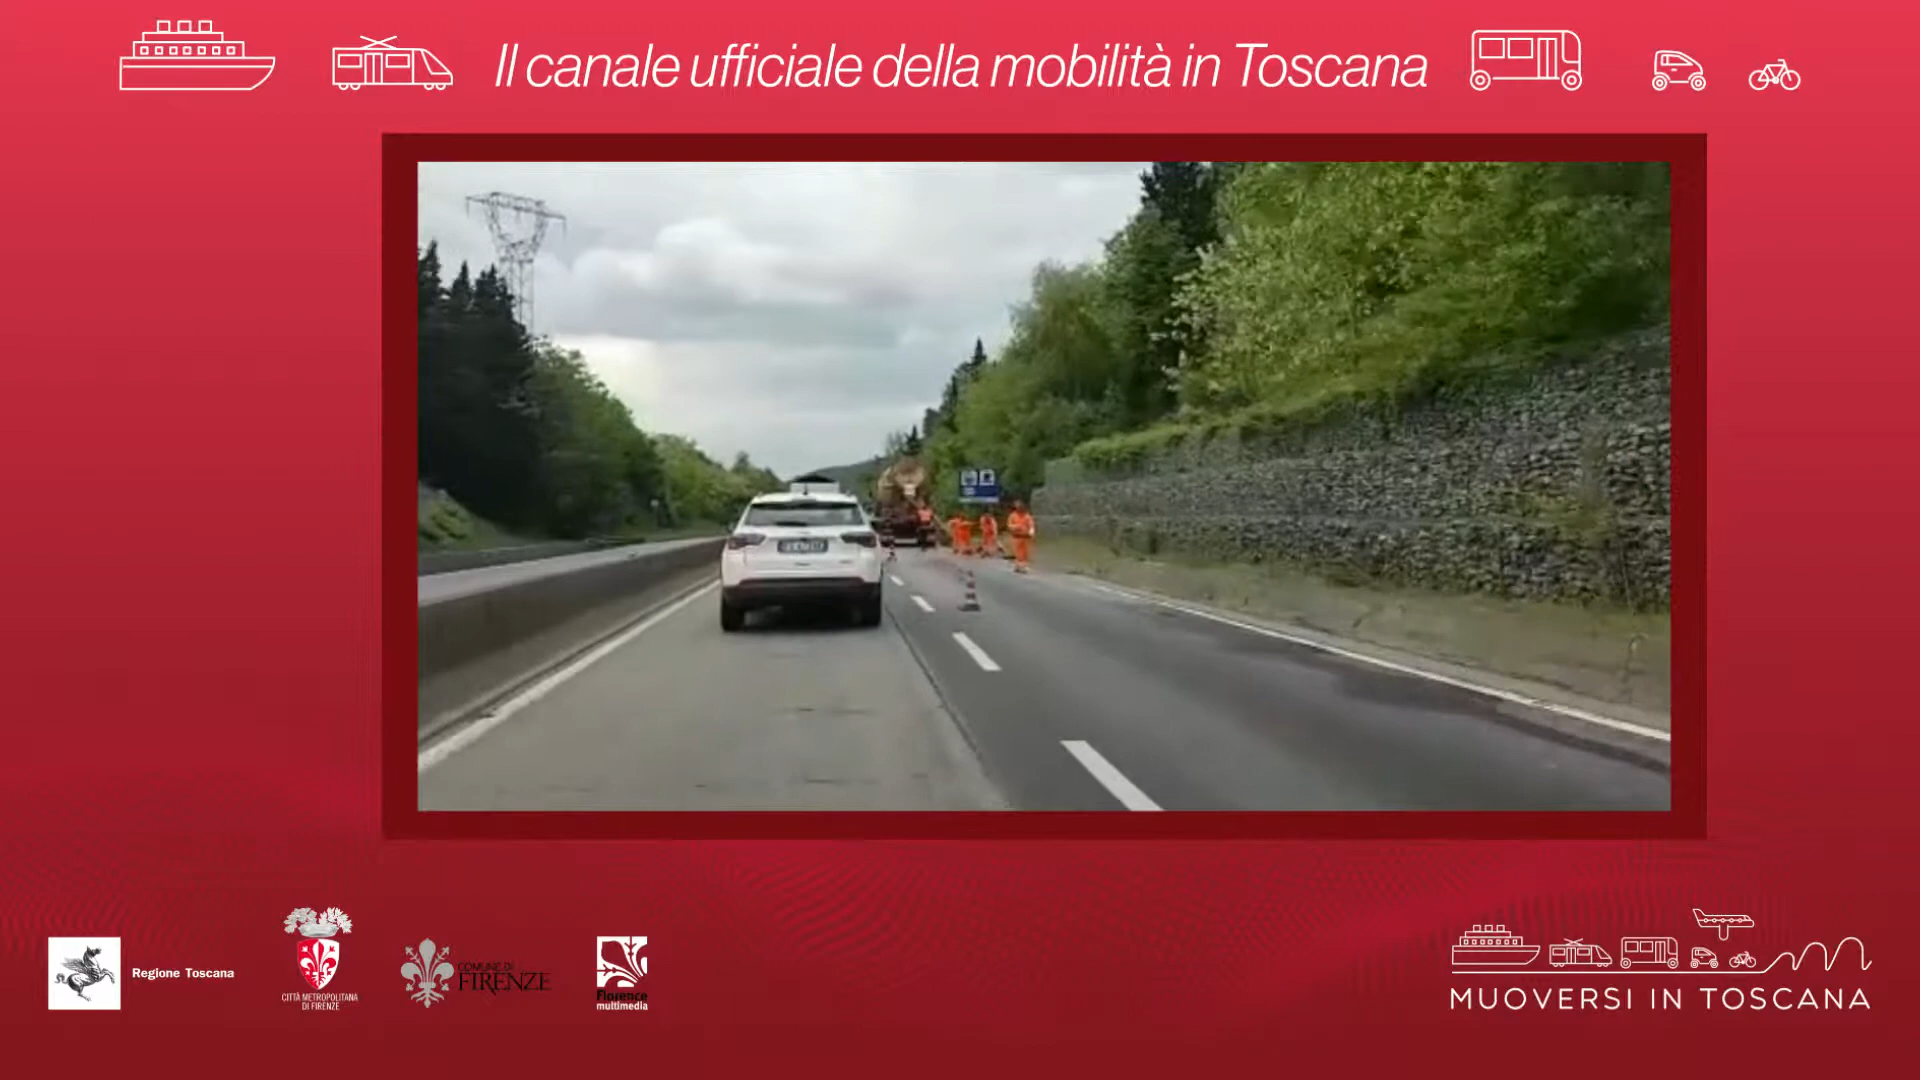 Il canale ufficiale della mobilità in Toscana
Regione Toscana
CITTÀ METROPOLITANA
DI FIRENZE
COMUNE DI
FIRENZE
Florence
multimedia
MUOVERSI IN TOSCANA